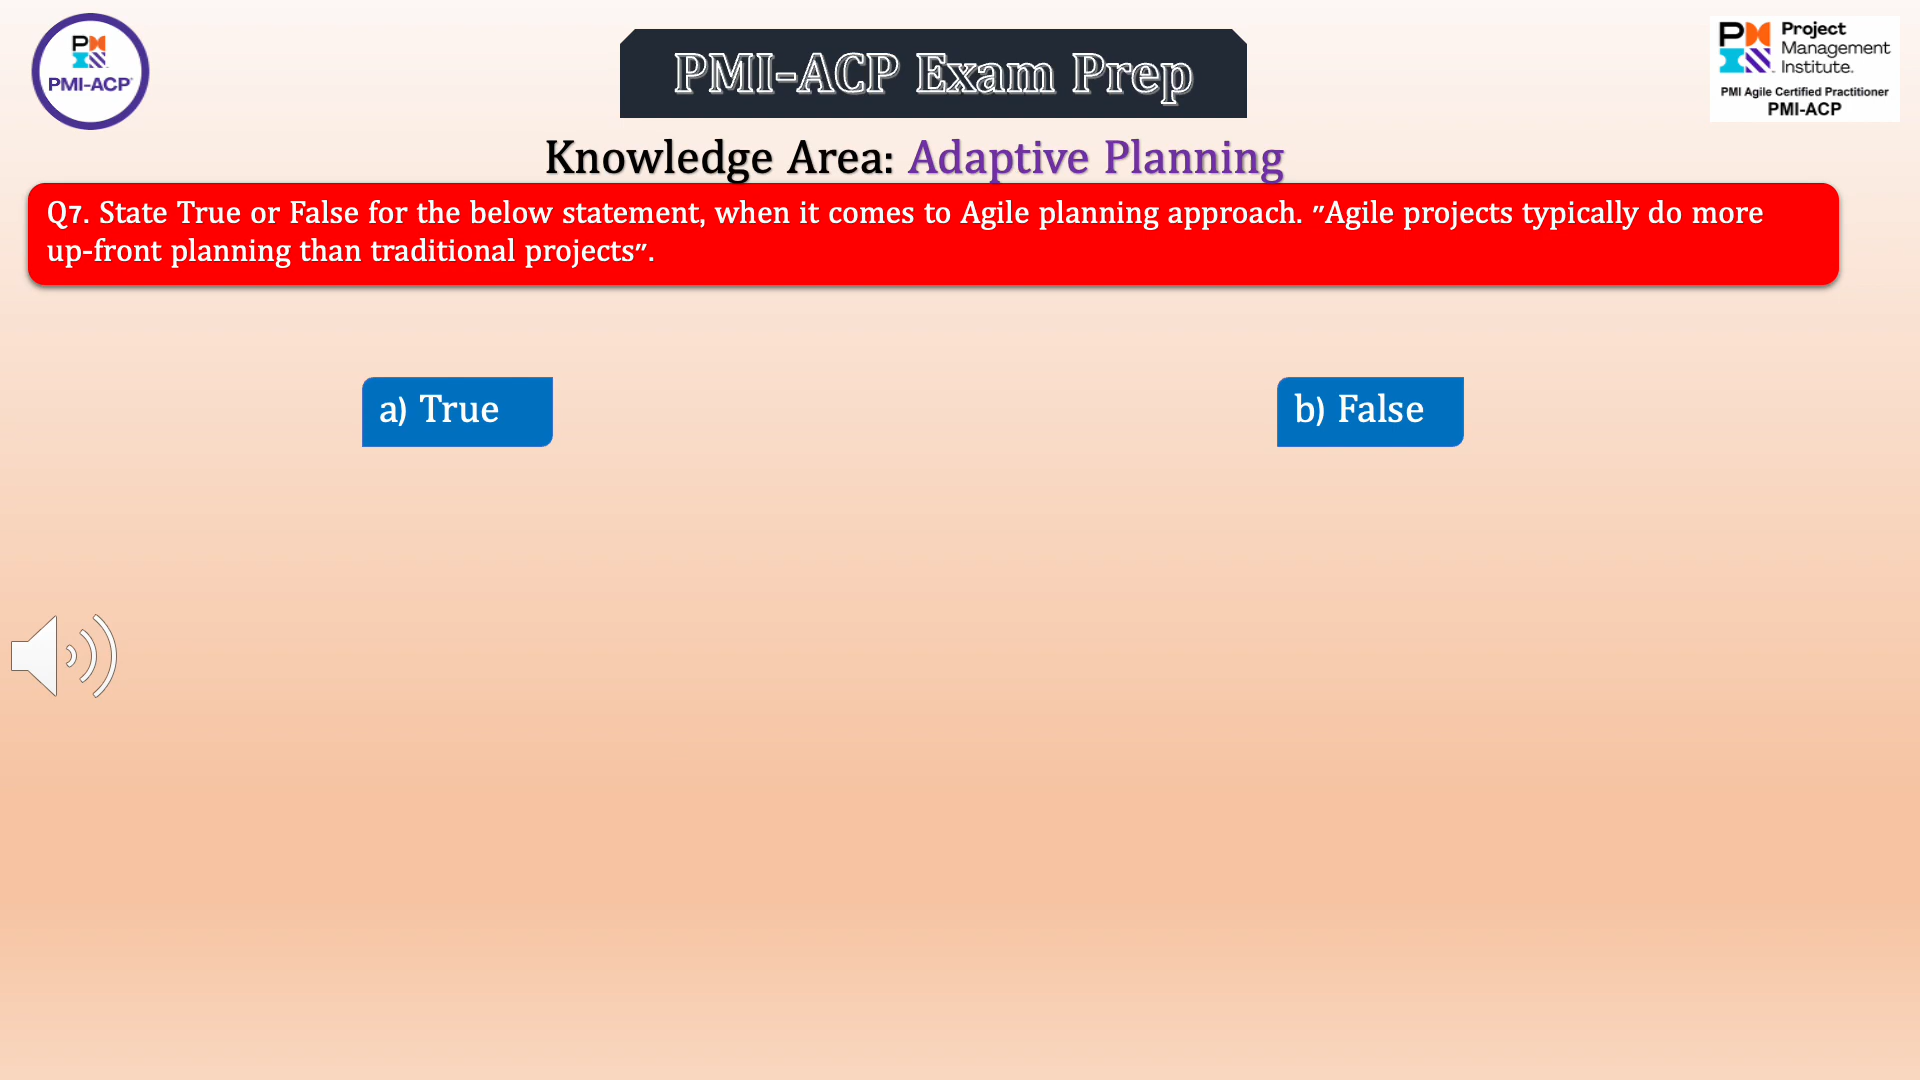 PMI-ACP
PMI-ACP Exam Prep
Project
Management
Institute.
PMI Agile Certified Practitioner
PMI-ACP
Knowledge Area: Adaptive Planning
Q7. State True or False for the below statement, when it comes to Agile planning approach. "Agile projects typically do more
up-front planning than traditional projects".
a) True
b) False